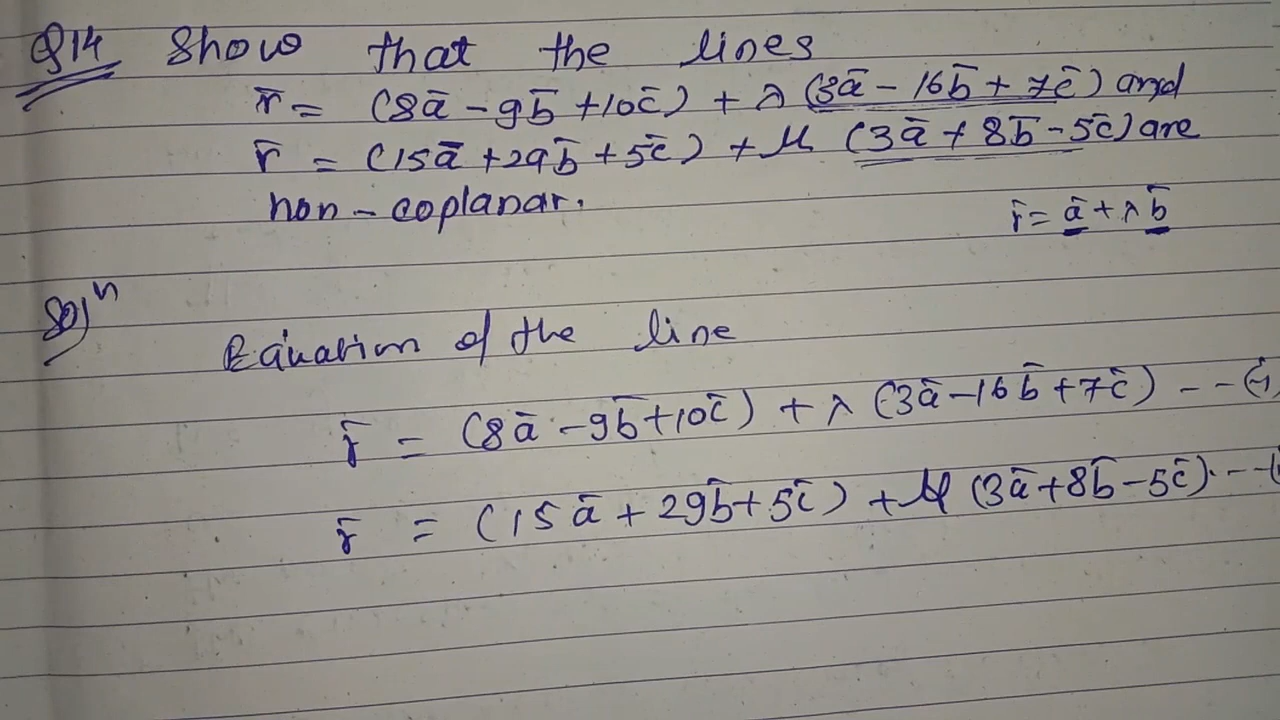 Q14 Show that the lines
r̄ = (8ā - 9b̄ + 10c̄) + λ (3ā - 16b̄ + 7c̄) and
r̄ = (15ā + 29b̄ + 5c̄) + μ (3ā + 8b̄ - 5c̄) are
non-coplanar.
r̄ = ā + λb̄
Solⁿ
Equation of the line
r̄ = (8ā - 9b̄ + 10c̄) + λ (3ā - 16b̄ + 7c̄) --
r̄ = (15ā + 29b̄ + 5c̄) + μ (3ā + 8b̄ - 5c̄) ---